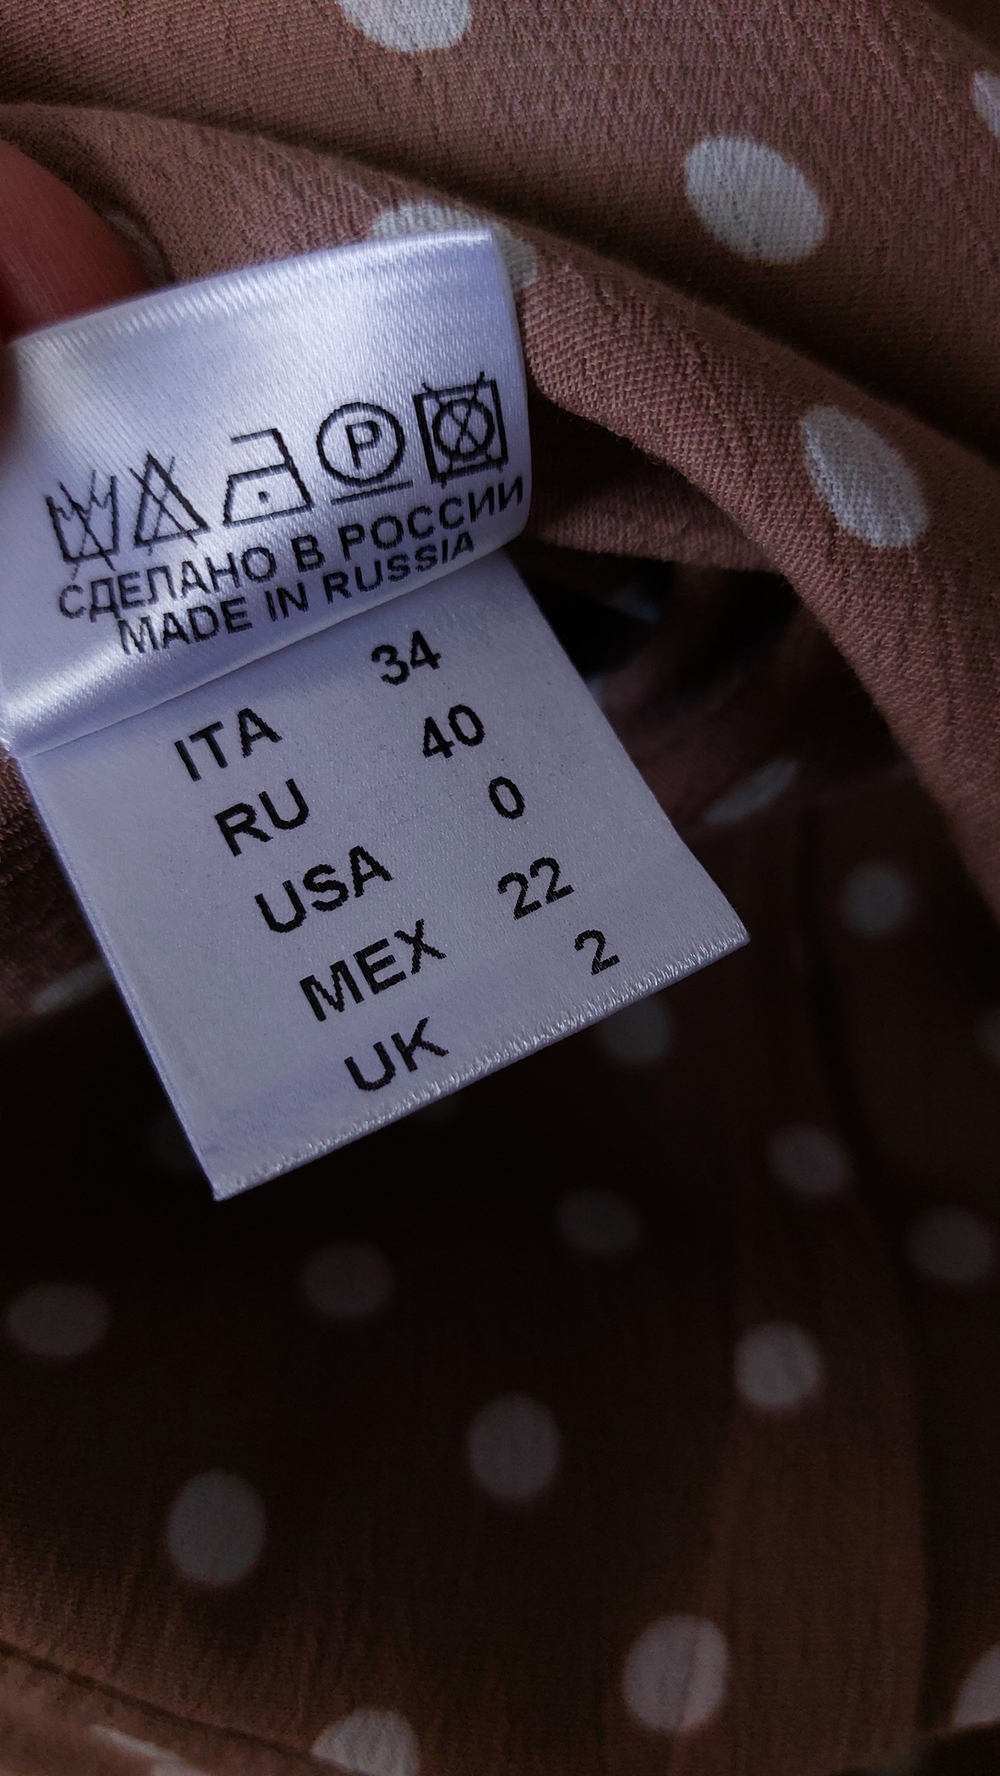 P
СДЕЛАНО В РОССИИ
MADE IN RUSSIA
ITA 34
RU 40
USA 0
MEX 22
UK 2